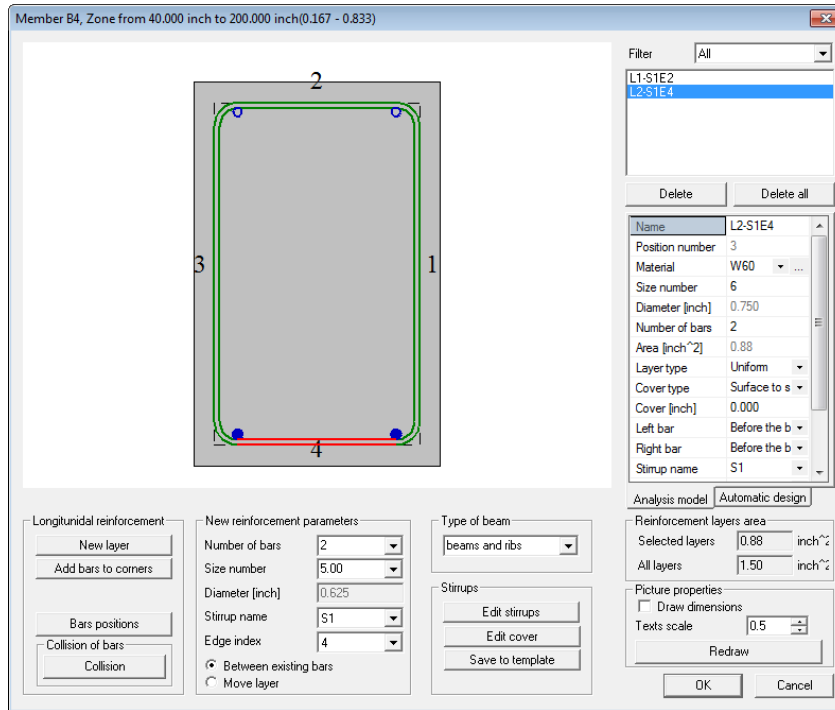 Member B4, Zone from 40.000 inch to 200.000 inch(0.167 - 0.833)
2
3
1
4
Filter
All
L1-S1E2
L2-S1E4
Delete
Delete all
Name L2-S1E4
Position number 3
Material W60 ...
Size number 6
Diameter [inch] 0.750
Number of bars 2
Area [inch^2] 0.88
Layer type Uniform
Cover type Surface to s
Cover [inch] 0.000
Left bar Before the b
Right bar Before the b
Stirrup name S1
Analysis model
Automatic design
Longitunidal reinforcement
New layer
Add bars to corners
Bars positions
Collision of bars
Collision
New reinforcement parameters
Number of bars 2
Size number 5.00
Diameter [inch] 0.625
Stirrup name S1
Edge index 4
Between existing bars
Move layer
Type of beam
beams and ribs
Stirrups
Edit stirrups
Edit cover
Save to template
Reinforcement layers area
Selected layers 0.88 inch^2
All layers 1.50 inch^2
Picture properties
Draw dimensions
Texts scale 0.5
Redraw
OK
Cancel